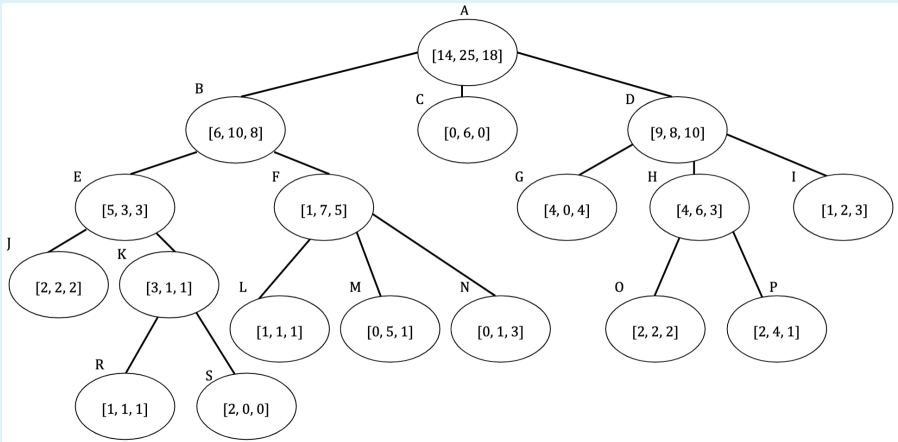 A
[14, 25, 18]
B
C
D
[6, 10, 8]
[0, 6, 0]
[9, 8, 10]
E
F
G
H
I
[5, 3, 3]
[1, 7, 5]
[4, 0, 4]
[4, 6, 3]
[1, 2, 3]
J
K
[2, 2, 2]
[3, 1, 1]
L
M
N
O
P
[1, 1, 1]
[0, 5, 1]
[0, 1, 3]
[2, 2, 2]
[2, 4, 1]
R
S
[1, 1, 1]
[2, 0, 0]